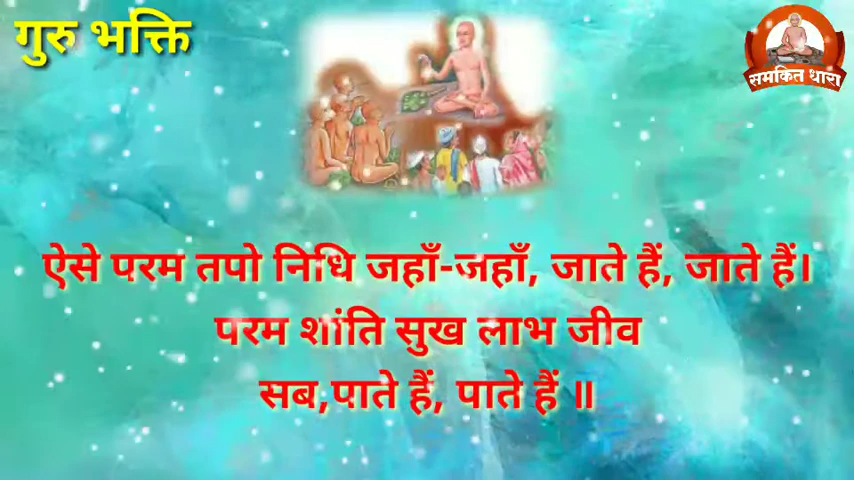 गुरु भक्ति
समकित धारा
ऐसे परम तपो निधि जहाँ-जहाँ, जाते हैं, जाते हैं।
परम शांति सुख लाभ जीव
सब,पाते हैं, पाते हैं ॥